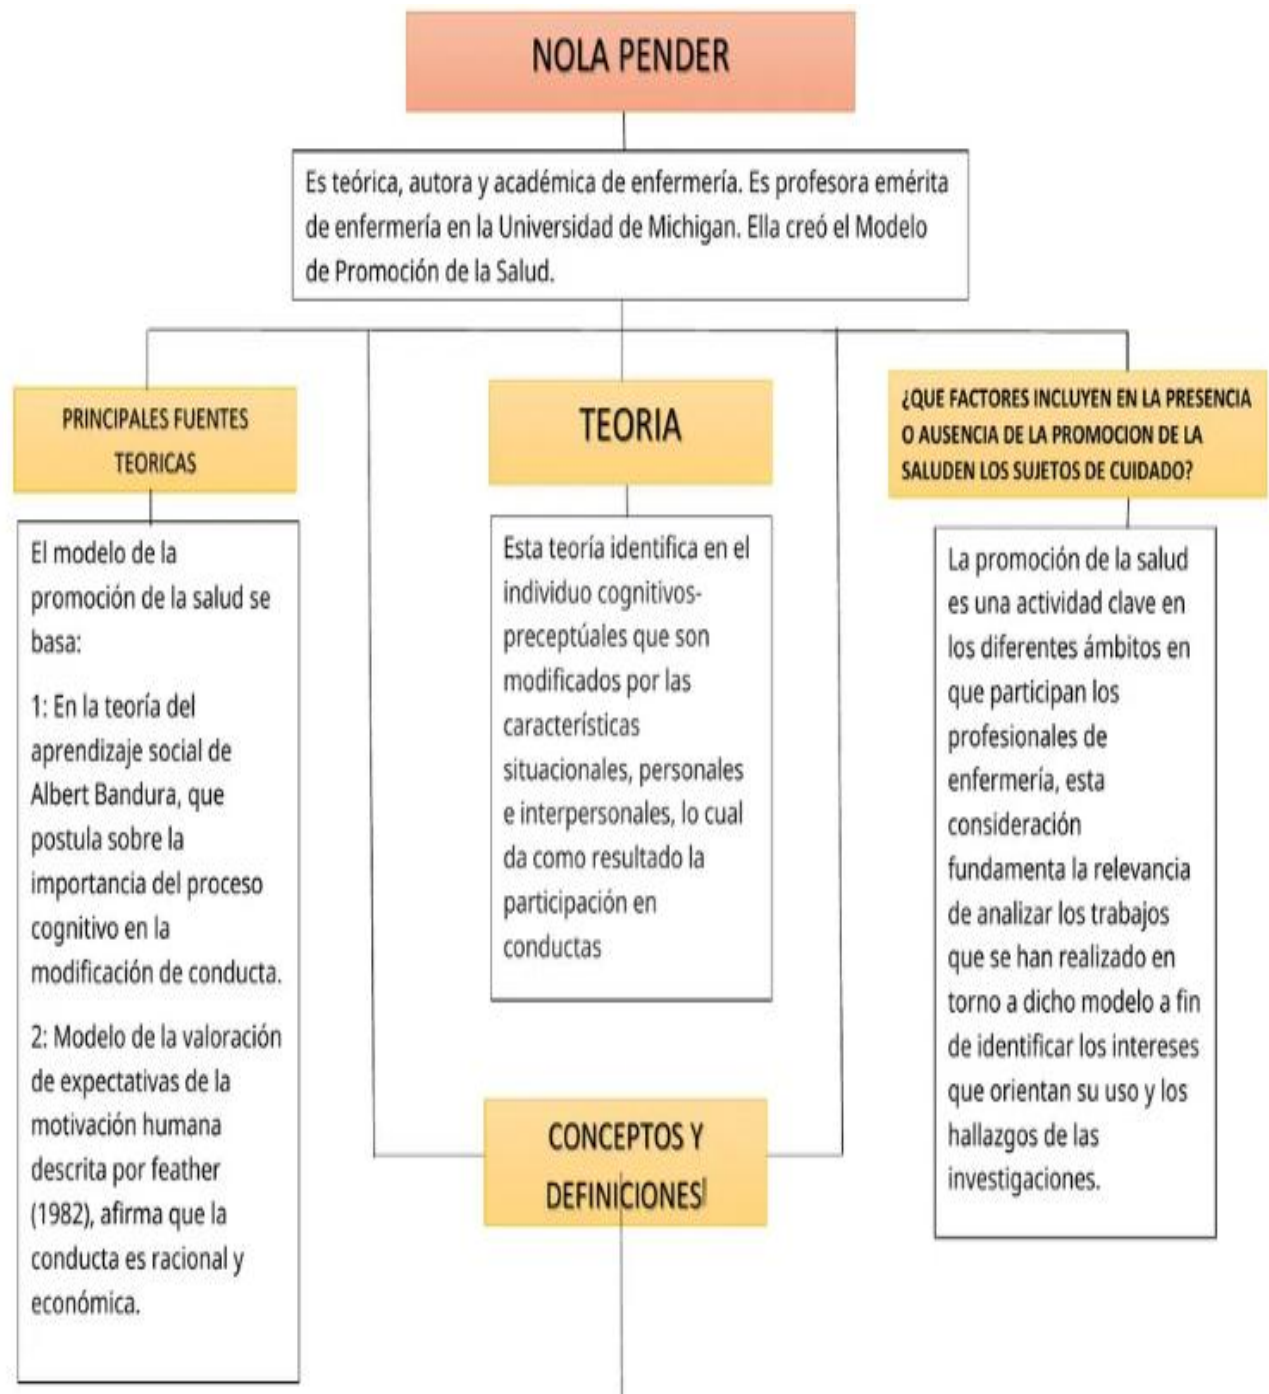 NOLA PENDER
Es teórica, autora y académica de enfermería. Es profesora emérita
de enfermería en la Universidad de Michigan. Ella creó el Modelo
de Promoción de la Salud.
PRINCIPALES FUENTES
TEORICAS
El modelo de la
promoción de la salud se
basa:
1: En la teoría del
aprendizaje social de
Albert Bandura, que
postula sobre la
importancia del proceso
cognitivo en la
modificación de conducta.
2: Modelo de la valoración
de expectativas de la
motivación humana
descrita por feather
(1982), afirma que la
conducta es racional y
económica.
TEORIA
Esta teoría identifica en el
individuo cognitivos-
preceptúales que son
modificados por las
características
situacionales, personales
e interpersonales, lo cual
da como resultado la
participación en
conductas
CONCEPTOS Y
DEFINICIONES
¿QUE FACTORES INCLUYEN EN LA PRESENCIA
O AUSENCIA DE LA PROMOCION DE LA
SALUDEN LOS SUJETOS DE CUIDADO?
La promoción de la salud
es una actividad clave en
los diferentes ámbitos en
que participan los
profesionales de
enfermería, esta
consideración
fundamenta la relevancia
de analizar los trabajos
que se han realizado en
torno a dicho modelo a fin
de identificar los intereses
que orientan su uso y los
hallazgos de las
investigaciones.